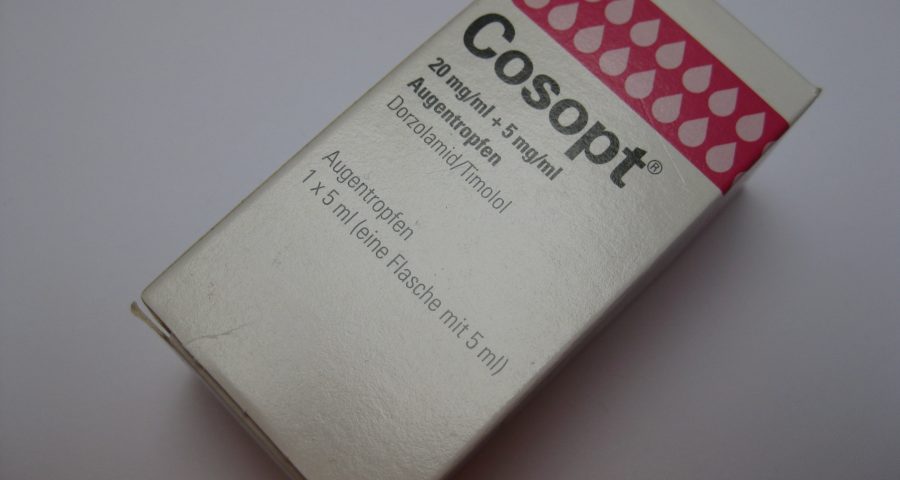 Cosopt®
20 mg/ml + 5 mg/ml
Augentropfen
Dorzolamid/Timolol
Augentropfen
1 x 5 ml (eine Flasche mit 5 ml)